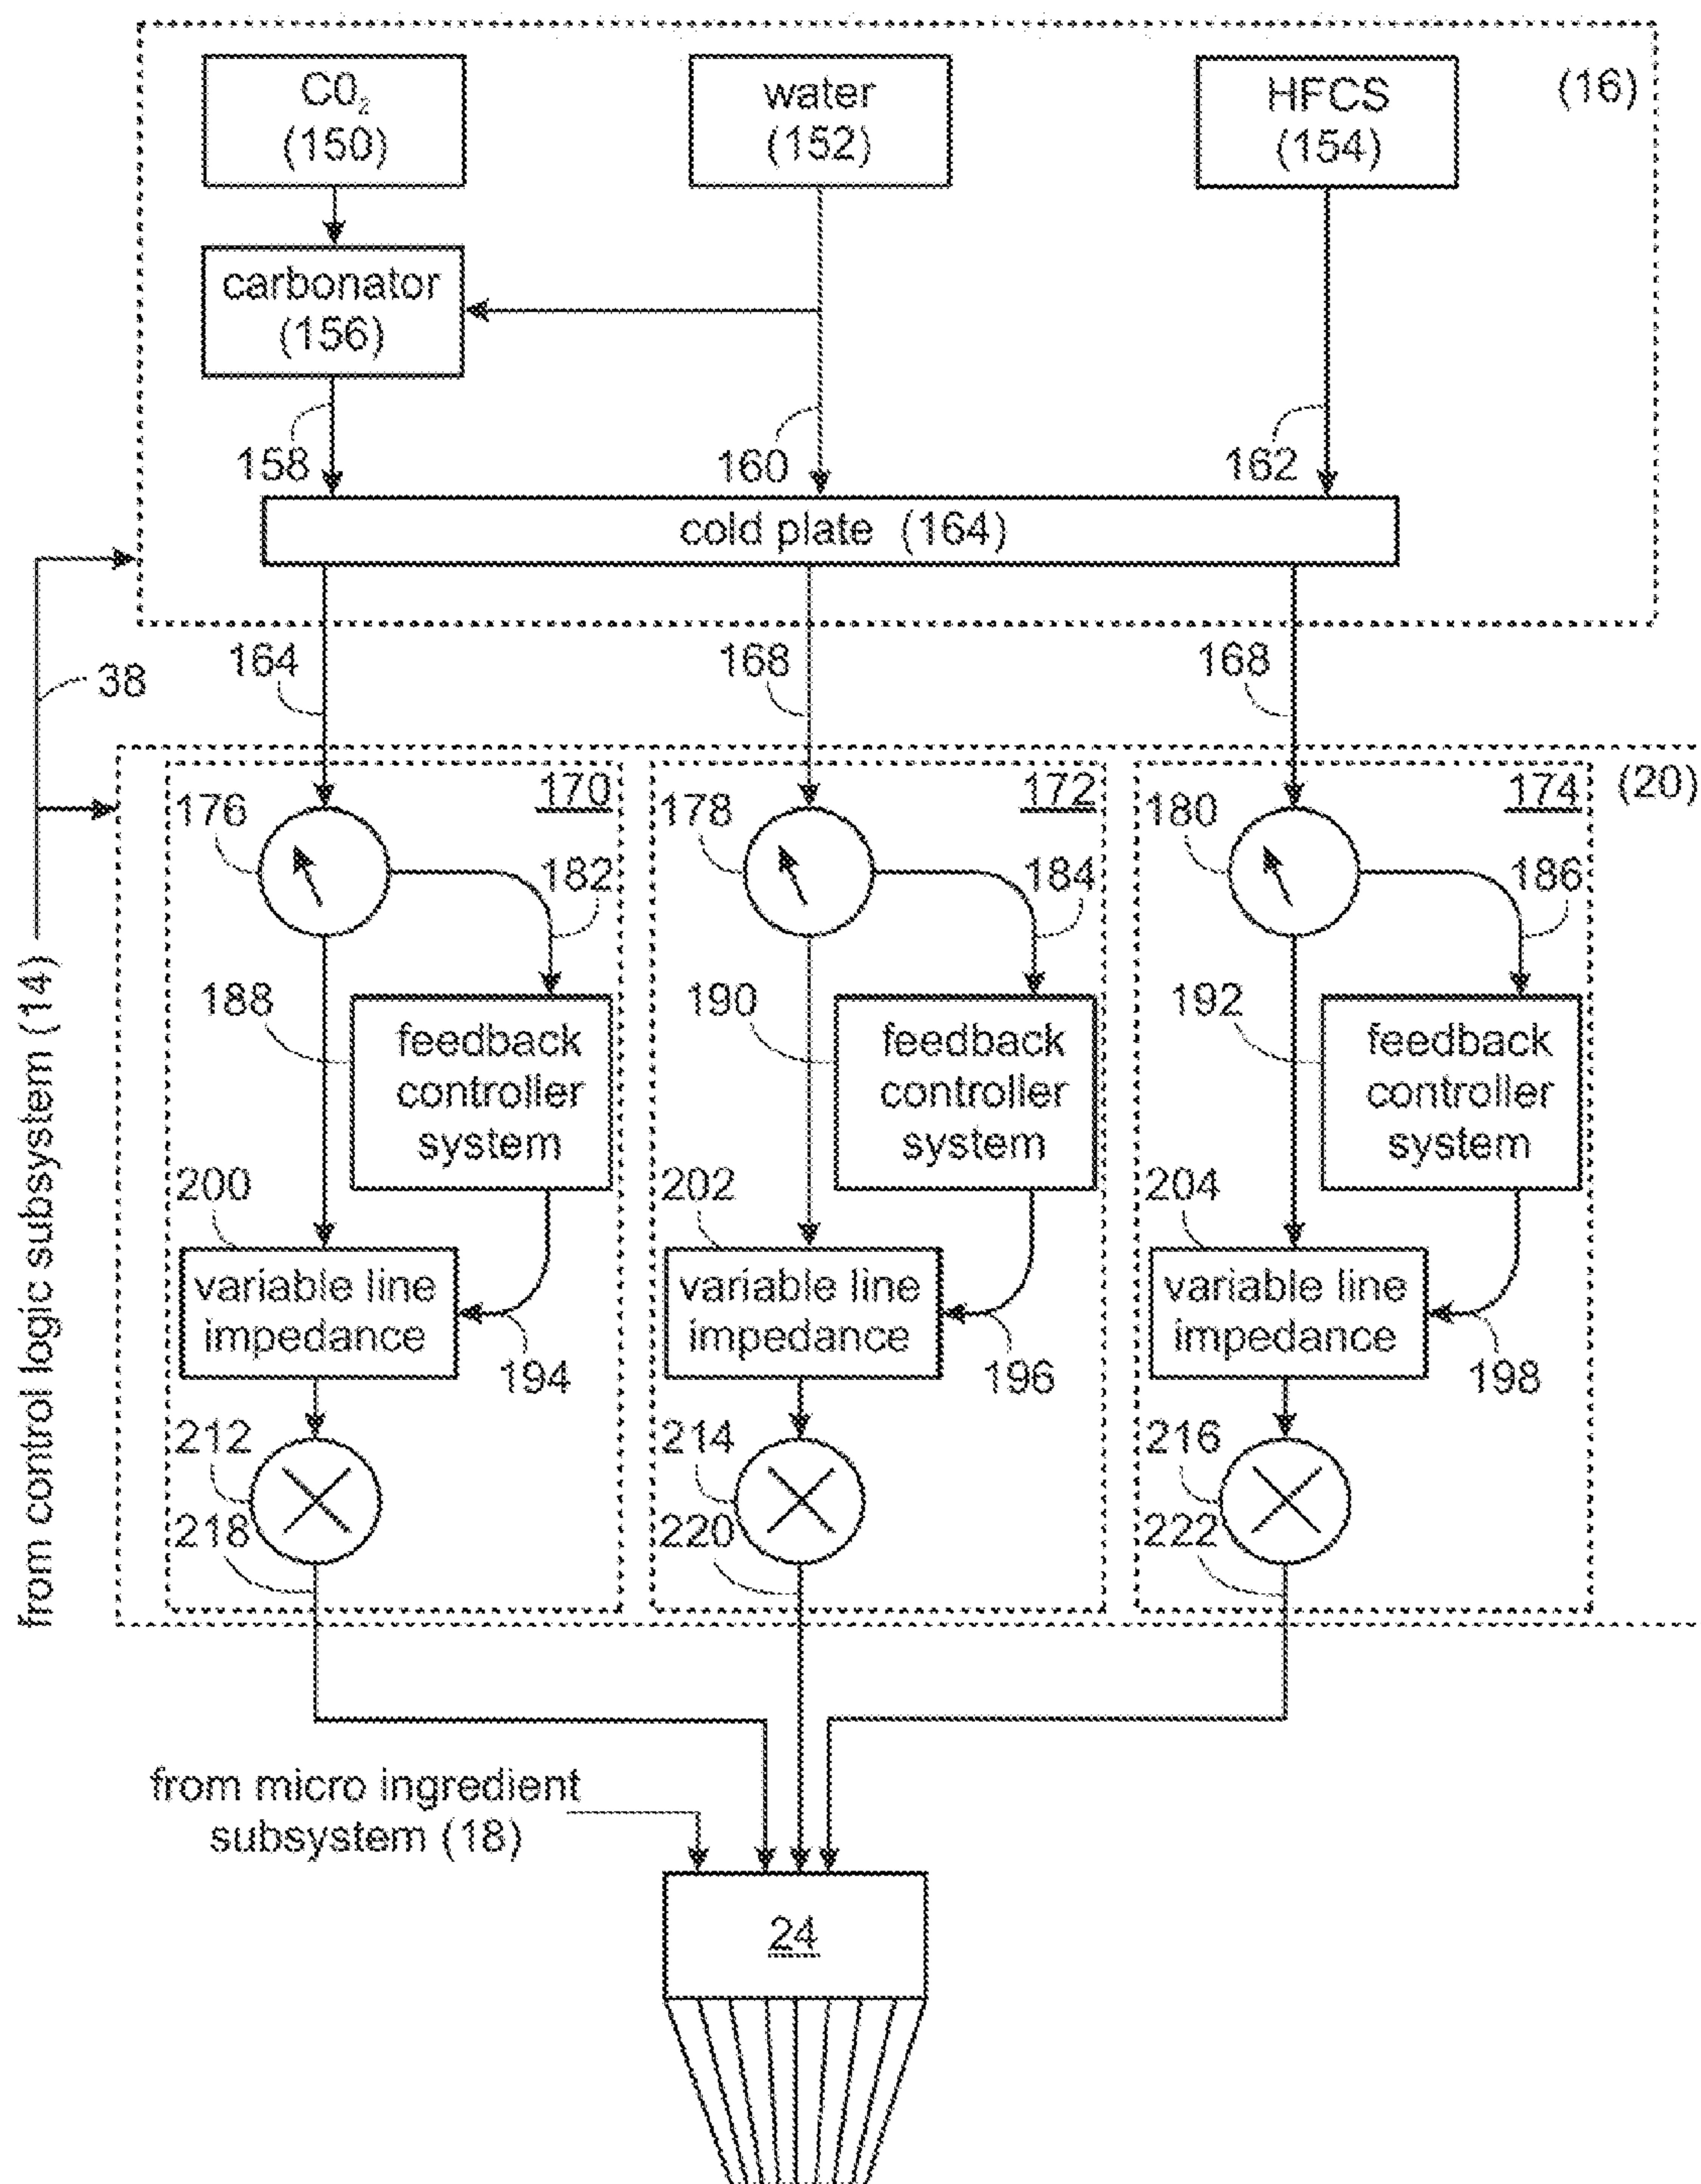 CO₂
(150)
water
(152)
HFCS
(154)
(16)
carbonator
(156)
158
160
162
cold plate (164)
164
168
168
38
from control logic subsystem (14)
(20)
170
172
174
176
178
180
182
184
186
188
190
192
feedback
controller
system
feedback
controller
system
feedback
controller
system
200
202
204
variable line
impedance
variable line
impedance
variable line
impedance
194
196
198
212
214
216
218
220
222
from micro ingredient
subsystem (18)
24